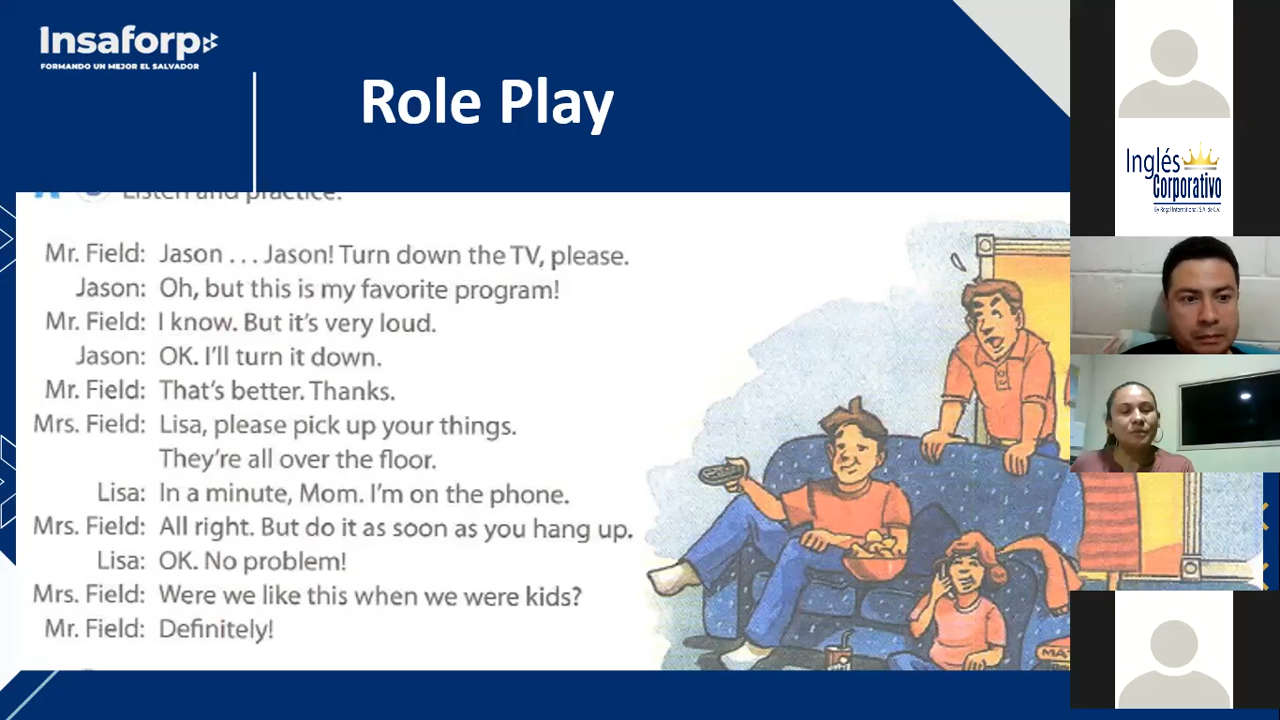 Insaforp
FORMANDO UN MEJOR EL SALVADOR
Role Play
Listen and practice.
Mr. Field: Jason . . . Jason! Turn down the TV, please.
Jason: Oh, but this is my favorite program!
Mr. Field: I know. But it's very loud.
Jason: OK. I'll turn it down.
Mr. Field: That's better. Thanks.
Mrs. Field: Lisa, please pick up your things.
They're all over the floor.
Lisa: In a minute, Mom. I'm on the phone.
Mrs. Field: All right. But do it as soon as you hang up.
Lisa: OK. No problem!
Mrs. Field: Were we like this when we were kids?
Mr. Field: Definitely!
Inglés
Corporativo